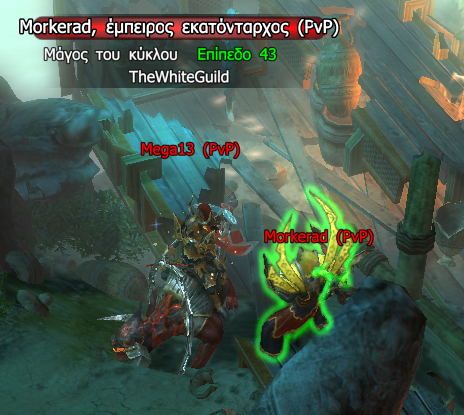 Morkerad, έμπειρος εκατόνταρχος (PvP)
Μάγος του κύκλου Επίπεδο 43
TheWhiteGuild
Mega13 (PvP)
Morkerad (PvP)